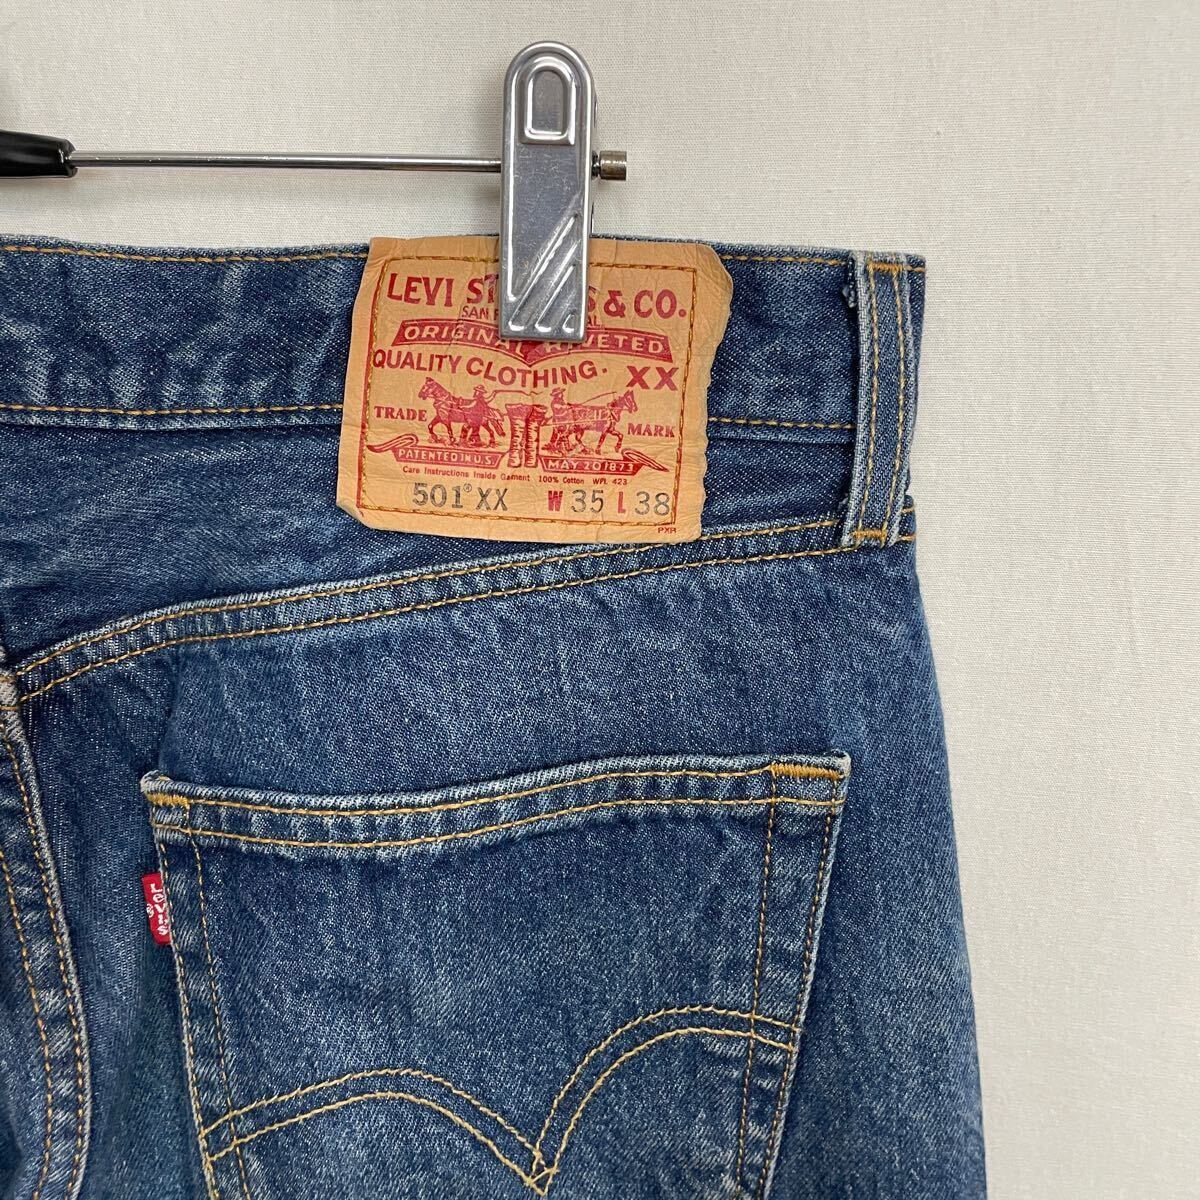 LEVI & CO.
SAN
ORIGINAL RIVETED
QUALITY CLOTHING. XX
TRADE MARK
PATENTED IN U.S. MAY 20 1873
Care Instructions Inside Garment 100% Cotton WPL 423
501® XX W 35 L 38
PXR
LEVI'S®